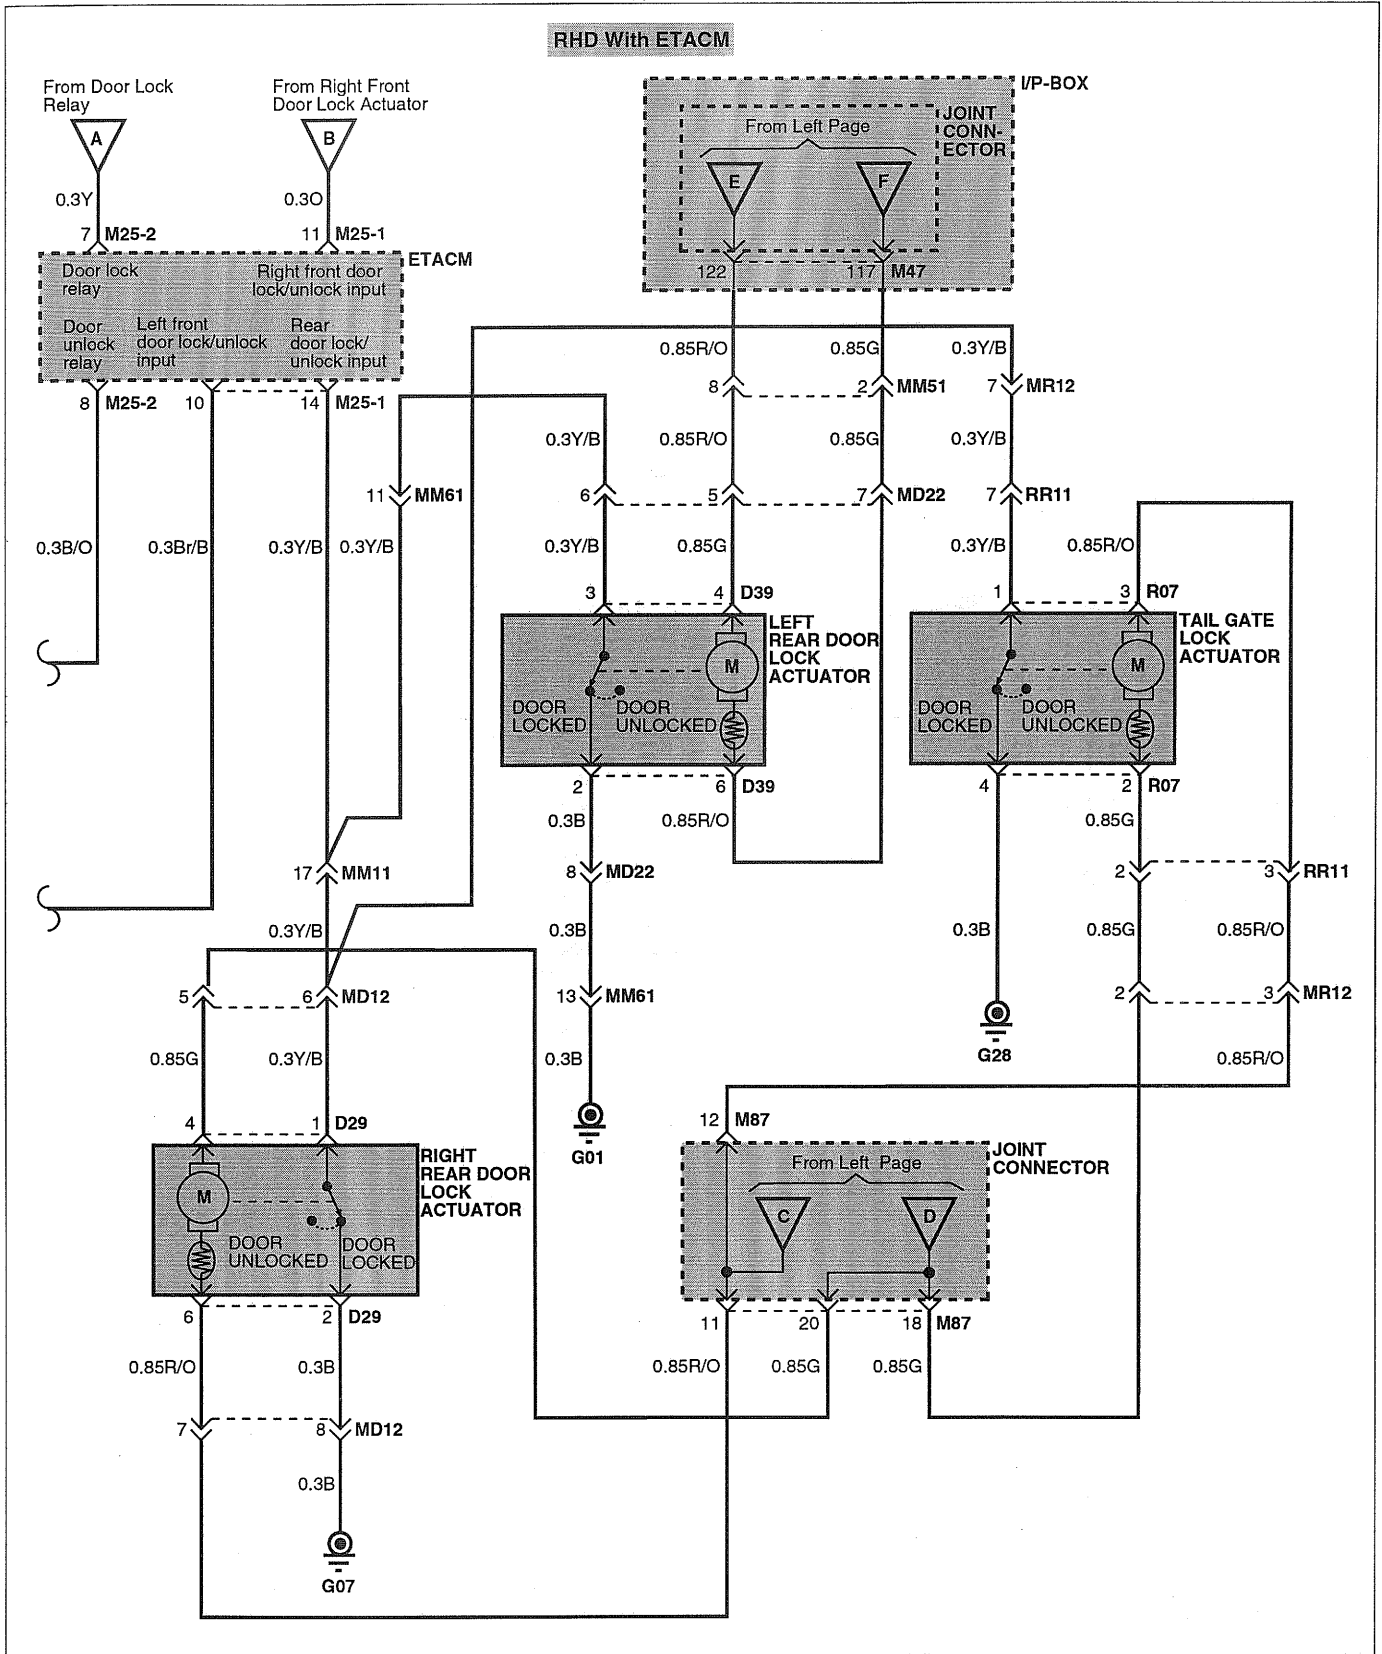 RHD With ETACM
From Door Lock
Relay
From Right Front
Door Lock Actuator
A
B
0.3Y
0.3O
7 M25-2
11 M25-1
ETACM
Door lock
relay
Right front door
lock/unlock input
Door
unlock
relay
Left front
door lock/unlock
input
Rear
door lock/
unlock input
8 M25-2
10
14 M25-1
I/P-BOX
JOINT
CONN-
ECTOR
From Left Page
E
F
122
117 M47
0.85R/O
0.85G
0.3Y/B
8
2 MM51
7 MR12
0.3Y/B
0.85R/O
0.85G
0.3Y/B
11 MM61
6
5
7 MD22
7 RR11
0.3B/O
0.3Br/B
0.3Y/B
0.3Y/B
0.3Y/B
0.85G
0.3Y/B
0.85R/O
3
4 D39
1
3 R07
LEFT
REAR DOOR
LOCK
ACTUATOR
M
DOOR
LOCKED
DOOR
UNLOCKED
TAIL GATE
LOCK
ACTUATOR
M
DOOR
LOCKED
DOOR
UNLOCKED
2
6 D39
4
2 R07
0.3B
0.85R/O
0.85G
17 MM11
8 MD22
2
3 RR11
0.3Y/B
0.3B
0.3B
0.85G
0.85R/O
5
6 MD12
13 MM61
2
3 MR12
G28
0.85G
0.3Y/B
0.3B
0.85R/O
4
1 D29
G01
12 M87
RIGHT
REAR DOOR
LOCK
ACTUATOR
M
DOOR
UNLOCKED
DOOR
LOCKED
JOINT
CONNECTOR
From Left Page
C
D
6
2 D29
11
20
18 M87
0.85R/O
0.3B
0.85R/O
0.85G
0.85G
7
8 MD12
0.3B
G07